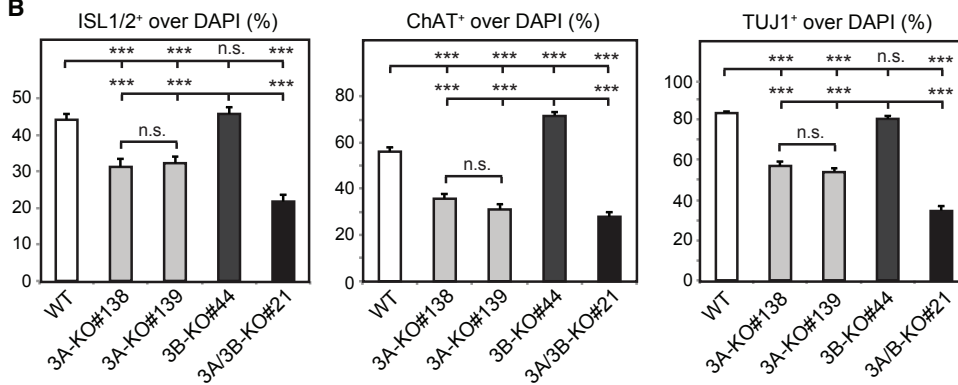 B
ISL1/2⁺ over DAPI (%)
*** *** n.s. ***
*** *** ***
n.s.
50
40
30
20
10
0
WT
3A-KO#138
3A-KO#139
3B-KO#44
3A/3B-KO#21
ChAT⁺ over DAPI (%)
*** *** *** ***
*** *** ***
n.s.
80
60
40
20
0
WT
3A-KO#138
3A-KO#139
3B-KO#44
3A/3B-KO#21
TUJ1⁺ over DAPI (%)
*** *** n.s. ***
*** *** ***
n.s.
100
80
60
40
20
0
WT
3A-KO#138
3A-KO#139
3B-KO#44
3A/B-KO#21